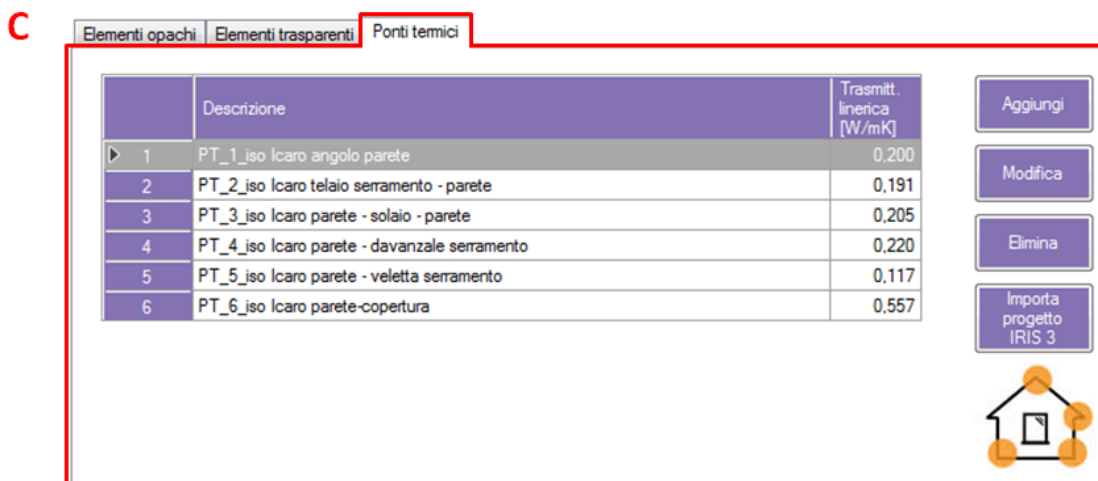 C
Elementi opachi Elementi trasparenti Ponti termici
Descrizione
Trasmitt.
linerica
[W/mK]
1 PT_1_iso Icaro angolo parete 0,200
2 PT_2_iso Icaro telaio serramento - parete 0,191
3 PT_3_iso Icaro parete - solaio - parete 0,205
4 PT_4_iso Icaro parete - davanzale serramento 0,220
5 PT_5_iso Icaro parete - veletta serramento 0,117
6 PT_6_iso Icaro parete-copertura 0,557
Aggiungi
Modifica
Elimina
Importa
progetto
IRIS 3